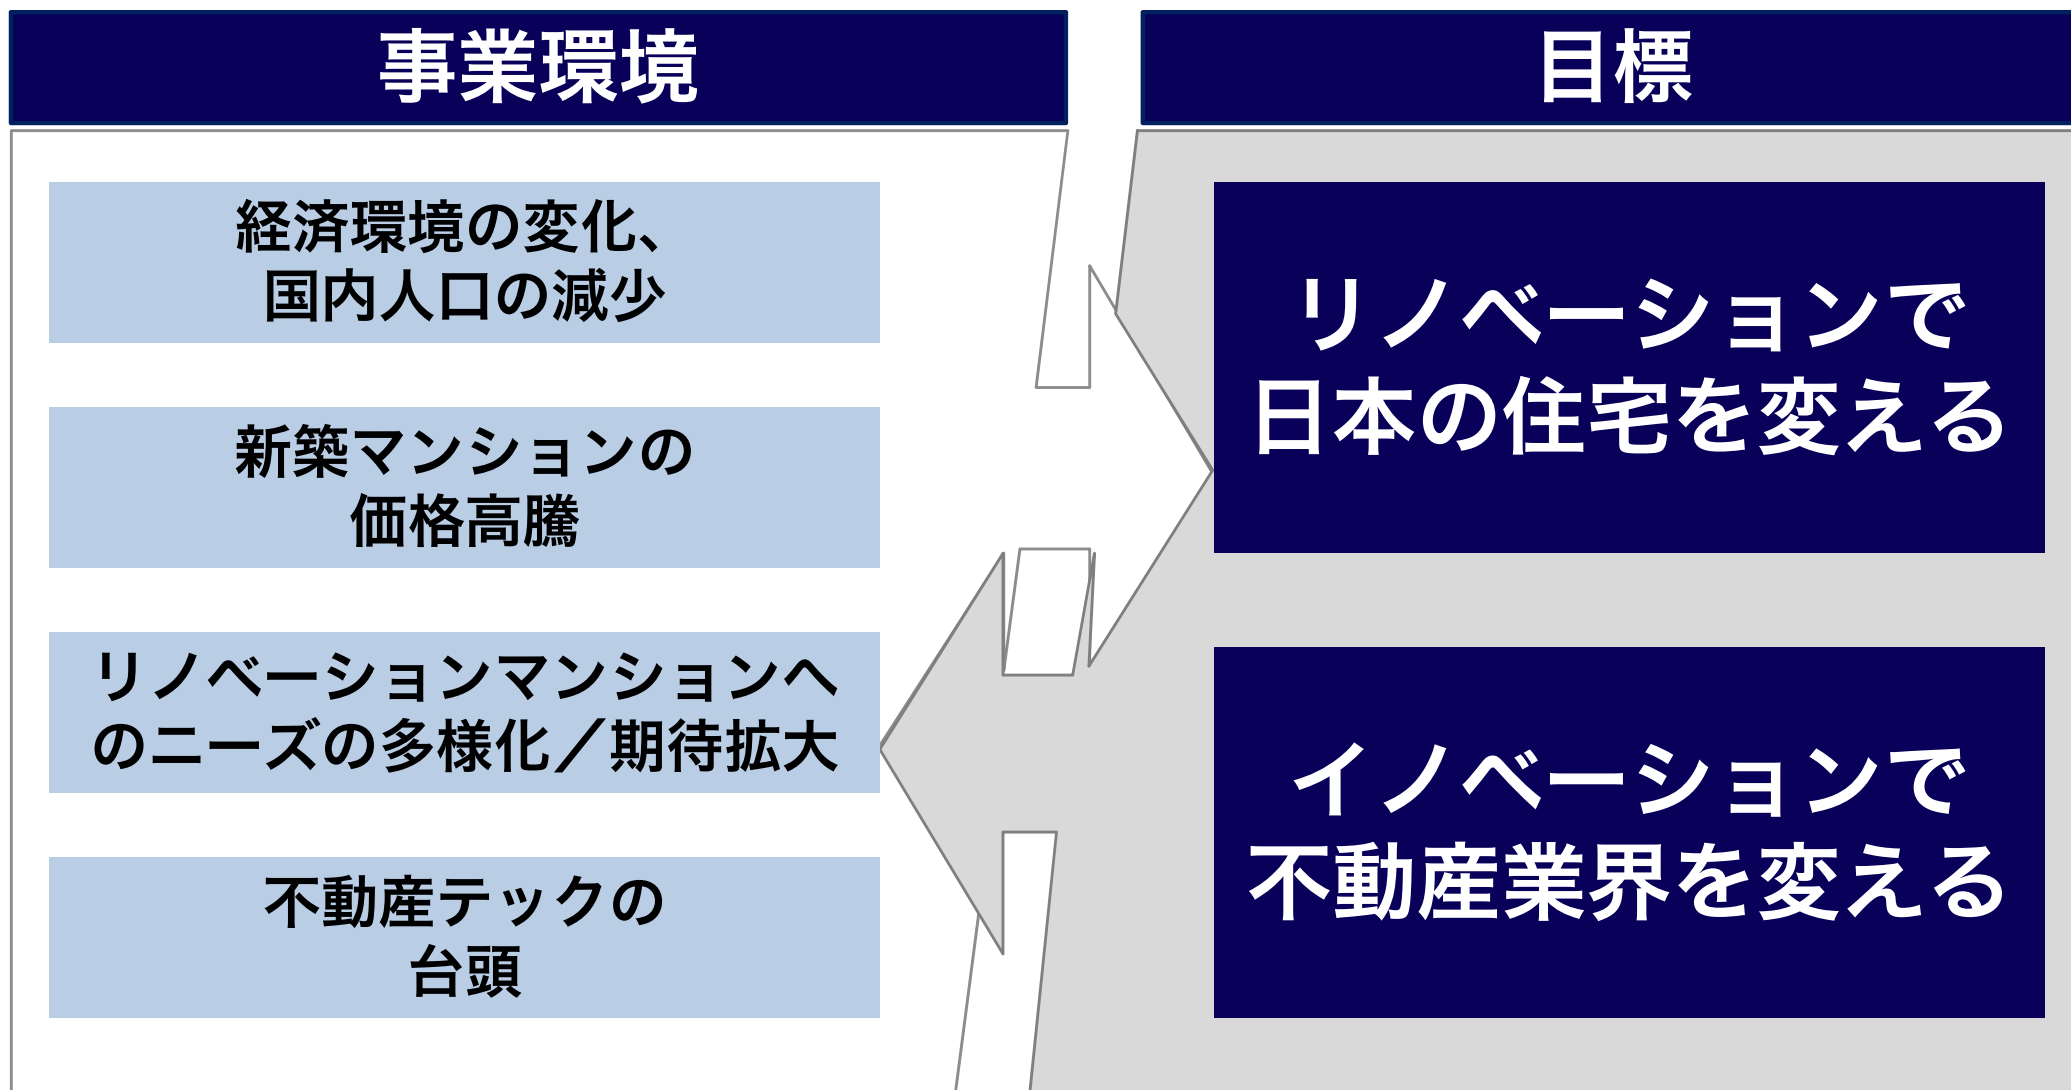 事業環境
経済環境の変化、
国内人口の減少
新築マンションの
価格高騰
リノベーションマンションへ
のニーズの多様化／期待拡大
不動産テックの
台頭
目標
リノベーションで
日本の住宅を変える
イノベーションで
不動産業界を変える